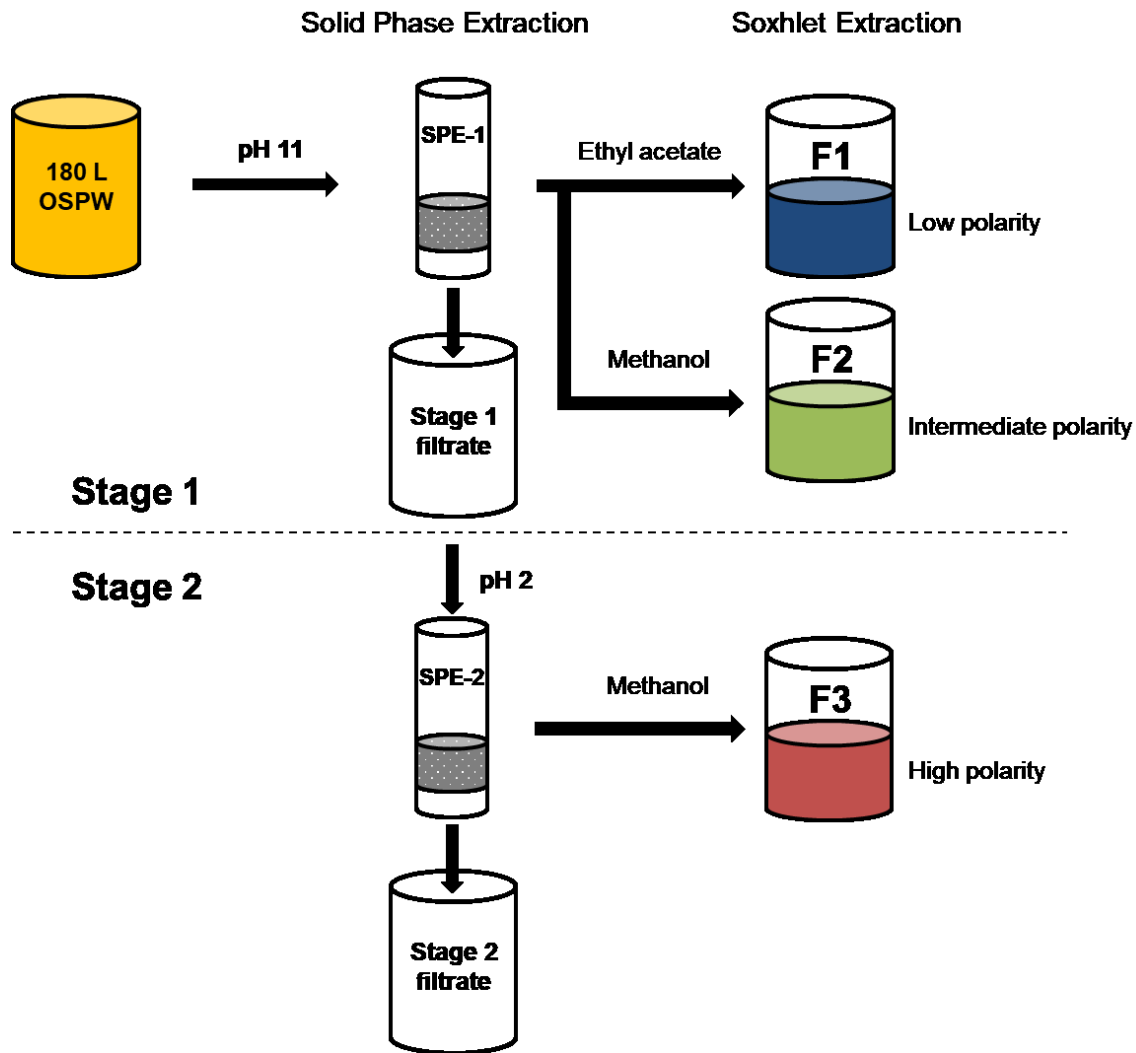 Solid Phase Extraction
Soxhlet Extraction
180 L
OSPW
pH 11
SPE-1
Ethyl acetate
F1
Low polarity
Methanol
F2
Intermediate polarity
Stage 1
filtrate
Stage 1
Stage 2
pH 2
SPE-2
Methanol
F3
High polarity
Stage 2
filtrate